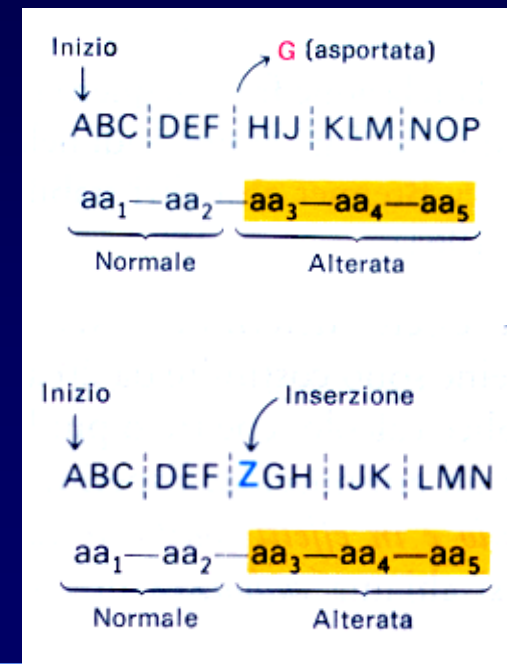 Inizio
G (asportata)
ABC DEF HIJ KLM NOP
aa1—aa2—aa3—aa4—aa5
Normale Alterata
Inizio
Inserzione
ABC DEF ZGH IJK LMN
aa1—aa2—aa3—aa4—aa5
Normale Alterata